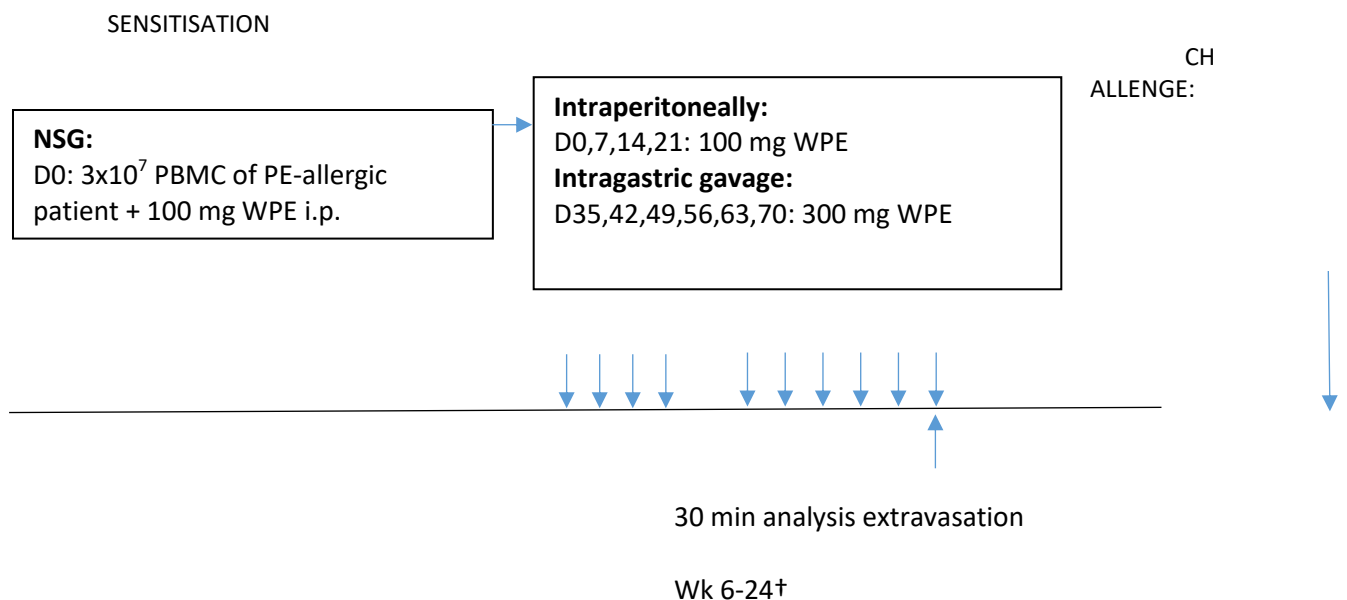 SENSITISATION
CH
ALLENGE:
NSG:
D0: 3x10⁷ PBMC of PE-allergic
patient + 100 mg WPE i.p.
Intraperitoneally:
D0,7,14,21: 100 mg WPE
Intragastric gavage:
D35,42,49,56,63,70: 300 mg WPE
30 min analysis extravasation
Wk 6-24†